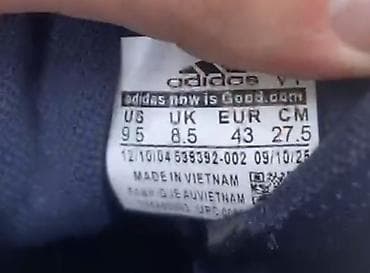 adidas
adidas now is Good.com
US UK EUR CM
95 8.5 43 27.5
12/10/04 539392-002 09/10/25
MADE IN VIETNAM